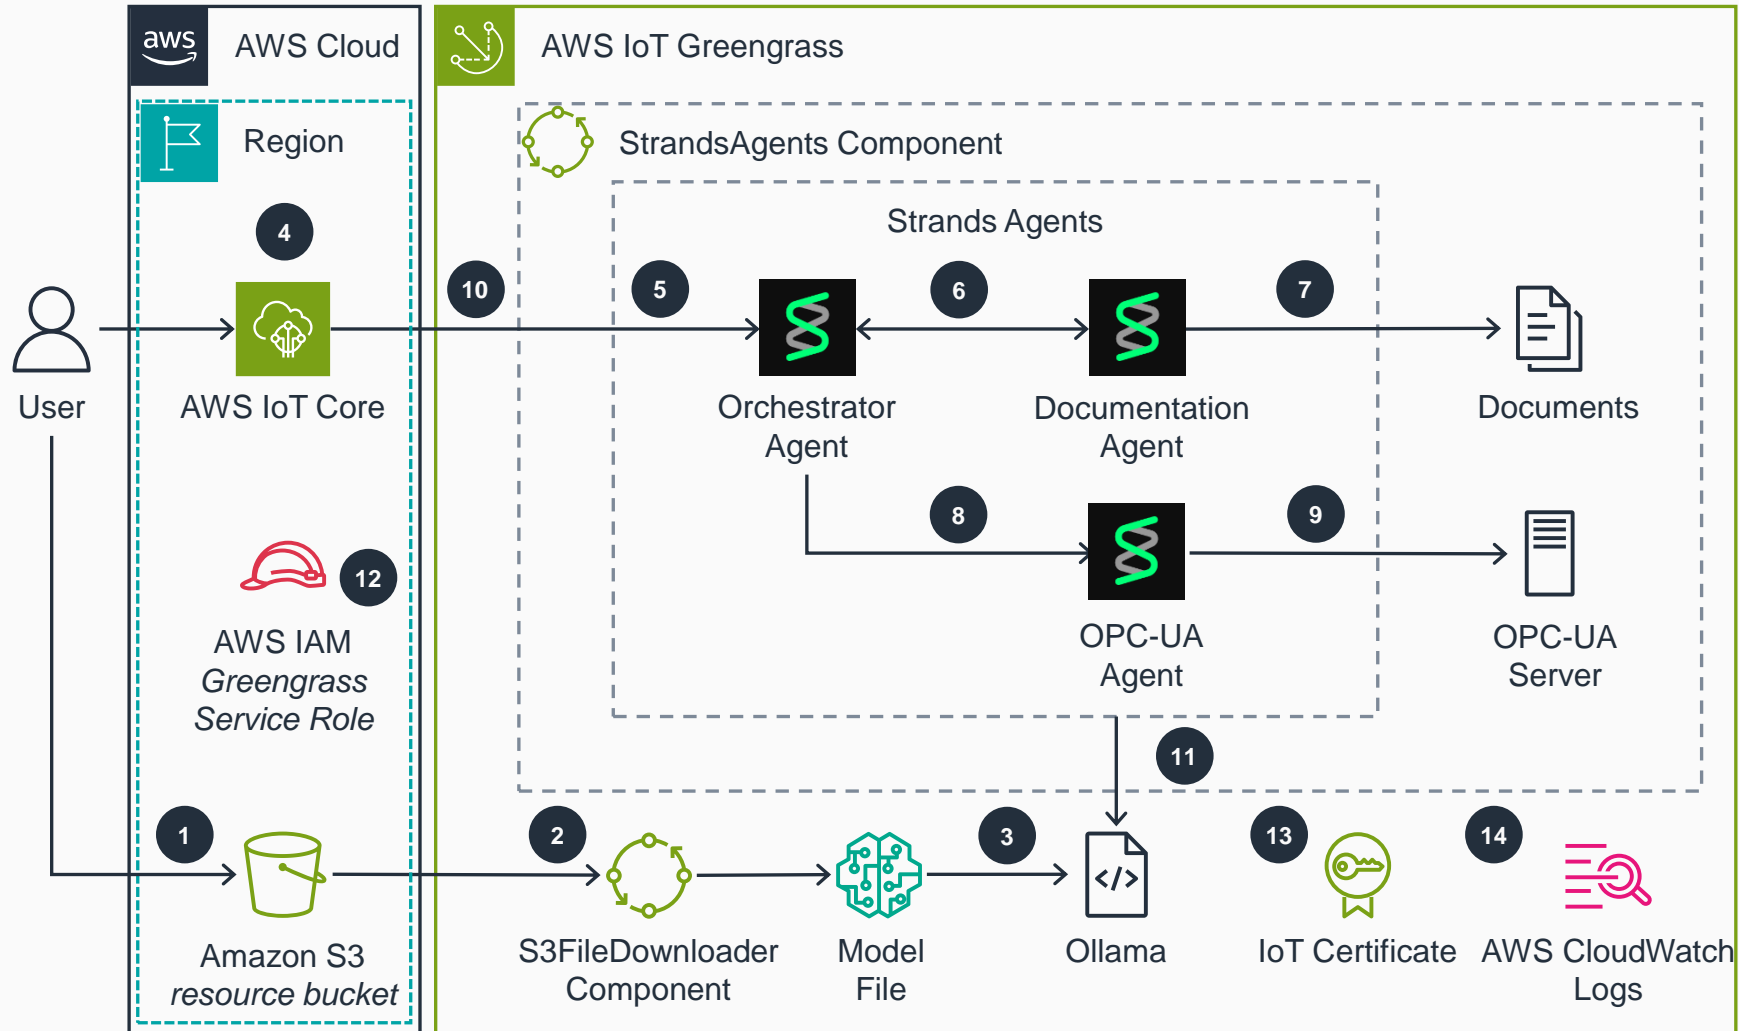 aws
AWS Cloud
AWS IoT Greengrass
Region
StrandsAgents Component
Strands Agents
4
10
5
6
7
User
AWS IoT Core
Orchestrator
Agent
Documentation
Agent
Documents
8
9
12
AWS IAM
Greengrass
Service Role
OPC-UA
Agent
OPC-UA
Server
11
1
2
3
13
14
</>
Amazon S3
resource bucket
S3FileDownloader
Component
Model
File
Ollama
IoT Certificate
AWS CloudWatch
Logs